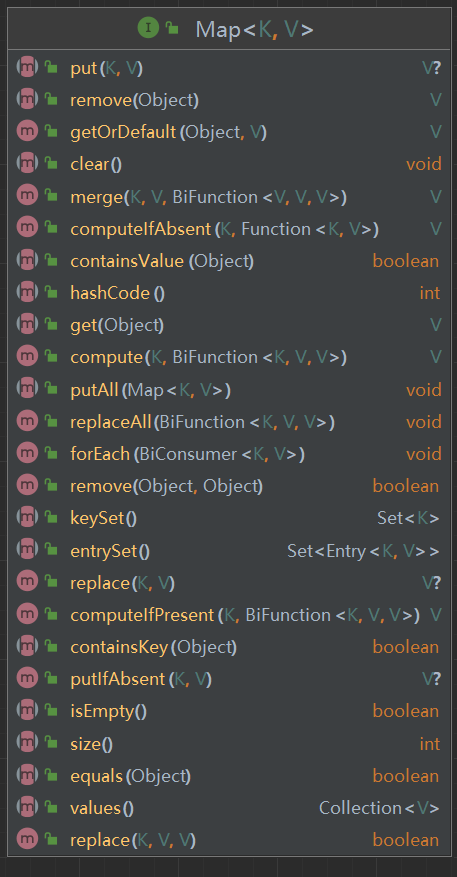 I Map<K, V>
m put(K, V) V?
m remove(Object) V
m getOrDefault(Object, V) V
m clear() void
m merge(K, V, BiFunction<V, V, V>) V
m computeIfAbsent(K, Function<K, V>) V
m containsValue(Object) boolean
m hashCode() int
m get(Object) V
m compute(K, BiFunction<K, V, V>) V
m putAll(Map<K, V>) void
m replaceAll(BiFunction<K, V, V>) void
m forEach(BiConsumer<K, V>) void
m remove(Object, Object) boolean
m keySet() Set<K>
m entrySet() Set<Entry<K, V>>
m replace(K, V) V?
m computeIfPresent(K, BiFunction<K, V, V>) V
m containsKey(Object) boolean
m putIfAbsent(K, V) V?
m isEmpty() boolean
m size() int
m equals(Object) boolean
m values() Collection<V>
m replace(K, V, V) boolean